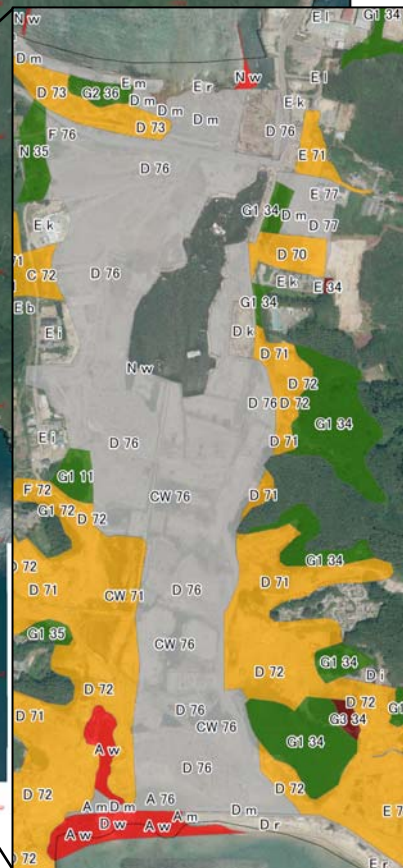 N w
E l
G1 34
D m
E m
E r
N w
E l
D 73
G2 36
D m
D m
D m
E k
D 73
D 76
F 76
N 35
D 76
E 71
E 77
G1 34
D m
D 77
E k
71
D 70
C 72
D 76
E k
E 34
E b
G1 34
E i
D k
D 71
N w
D 72
D 76
D 72
G1 34
E i
D 76
D 71
G1 11
F 72
CW 76
D 71
G1 72
D 72
G1 34
D 72
D 71
CW 71
D 76
D 71
G1 35
CW 76
G1 34
D i
D 72
D 72
D 72
G1
D 71
D 76
G3 34
CW 76
A w
G1 34
D 76
D 72
D 72
E 7
A m
D m
A 76
D m
A w
D w
A w
A m
D r
72
E r